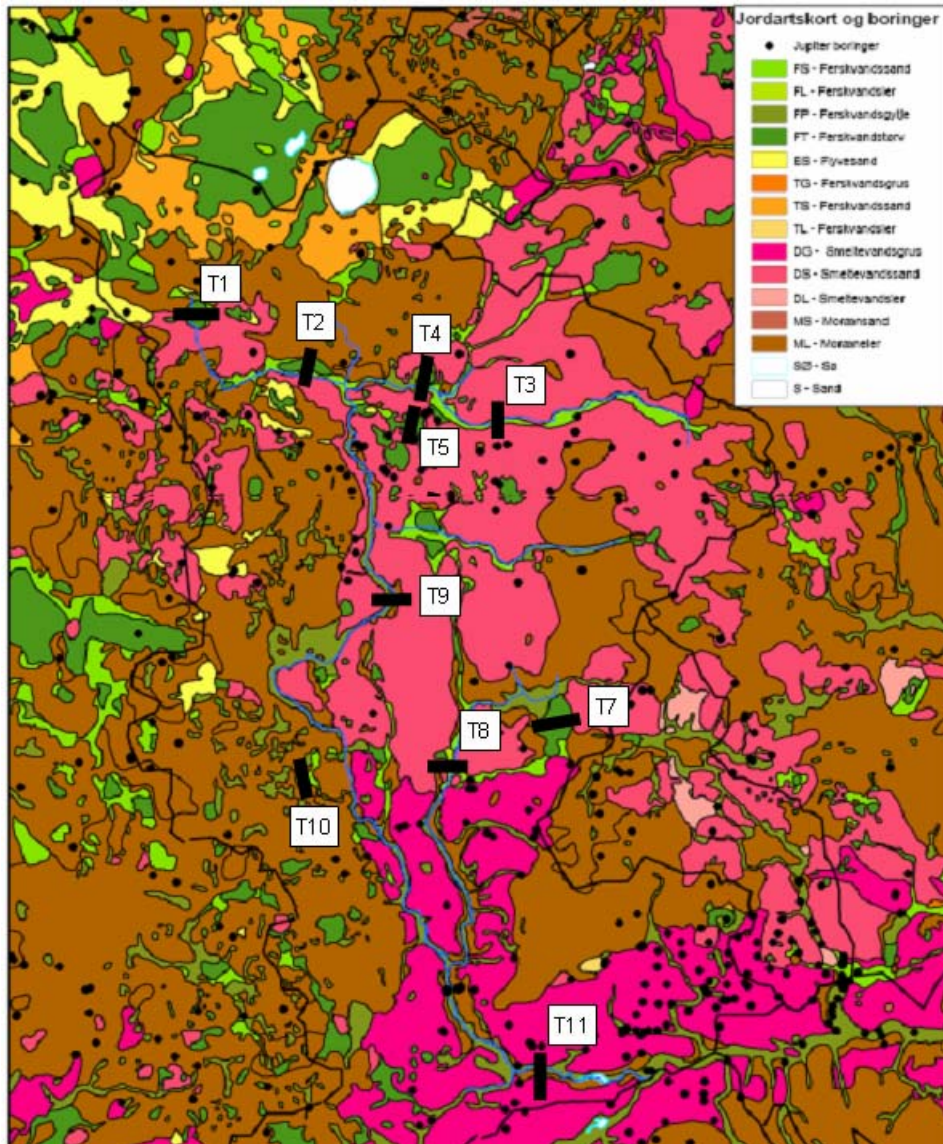 Jordartskort og boringer
Jupiter boringer
FS - Ferskvandssand
FL - Ferskvandsler
FP - Ferskvandsgytje
FT - Ferskvandstørv
ES - Flyvesand
TG - Ferskvandsgrus
TS - Ferskvandssand
TL - Ferskvandsler
DG - Smeltevandsgrus
DS - Smeltevandssand
DL - Smeltevandsler
MS - Morænsand
ML - Moræneler
SØ - Sø
S - Sand
T1
T2
T4
T3
T5
T9
T7
T8
T10
T11